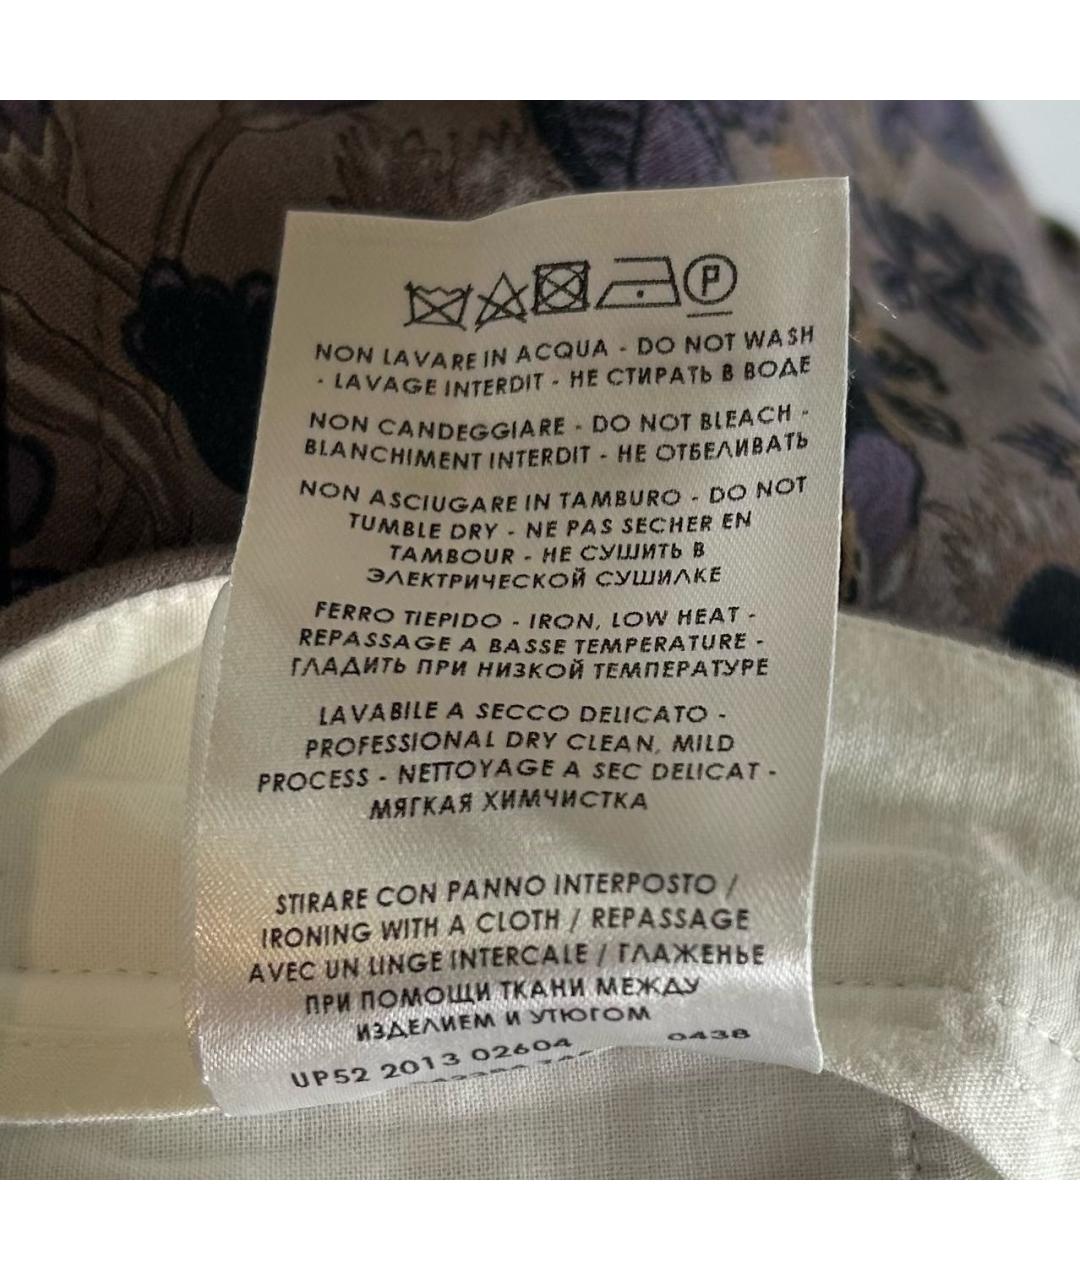 P
NON LAVARE IN ACQUA - DO NOT WASH
- LAVAGE INTERDIT - НЕ СТИРАТЬ В ВОДЕ
NON CANDEGGIARE - DO NOT BLEACH -
BLANCHIMENT INTERDIT - НЕ ОТБЕЛИВАТЬ
NON ASCIUGARE IN TAMBURO - DO NOT
TUMBLE DRY - NE PAS SECHER EN
TAMBOUR - НЕ СУШИТЬ В
ЭЛЕКТРИЧЕСКОЙ СУШИЛКЕ
FERRO TIEPIDO - IRON, LOW HEAT -
REPASSAGE A BASSE TEMPERATURE -
ГЛАДИТЬ ПРИ НИЗКОЙ ТЕМПЕРАТУРЕ
LAVABILE A SECCO DELICATO -
PROFESSIONAL DRY CLEAN, MILD
PROCESS - NETTOYAGE A SEC DELICAT -
МЯГКАЯ ХИМЧИСТКА
STIRARE CON PANNO INTERPOSTO /
IRONING WITH A CLOTH / REPASSAGE
AVEC UN LINGE INTERCALE / ГЛАЖЕНЬЕ
ПРИ ПОМОЩИ ТКАНИ МЕЖДУ
ИЗДЕЛИЕМ И УТЮГОМ
UP52 2013 02604 0438